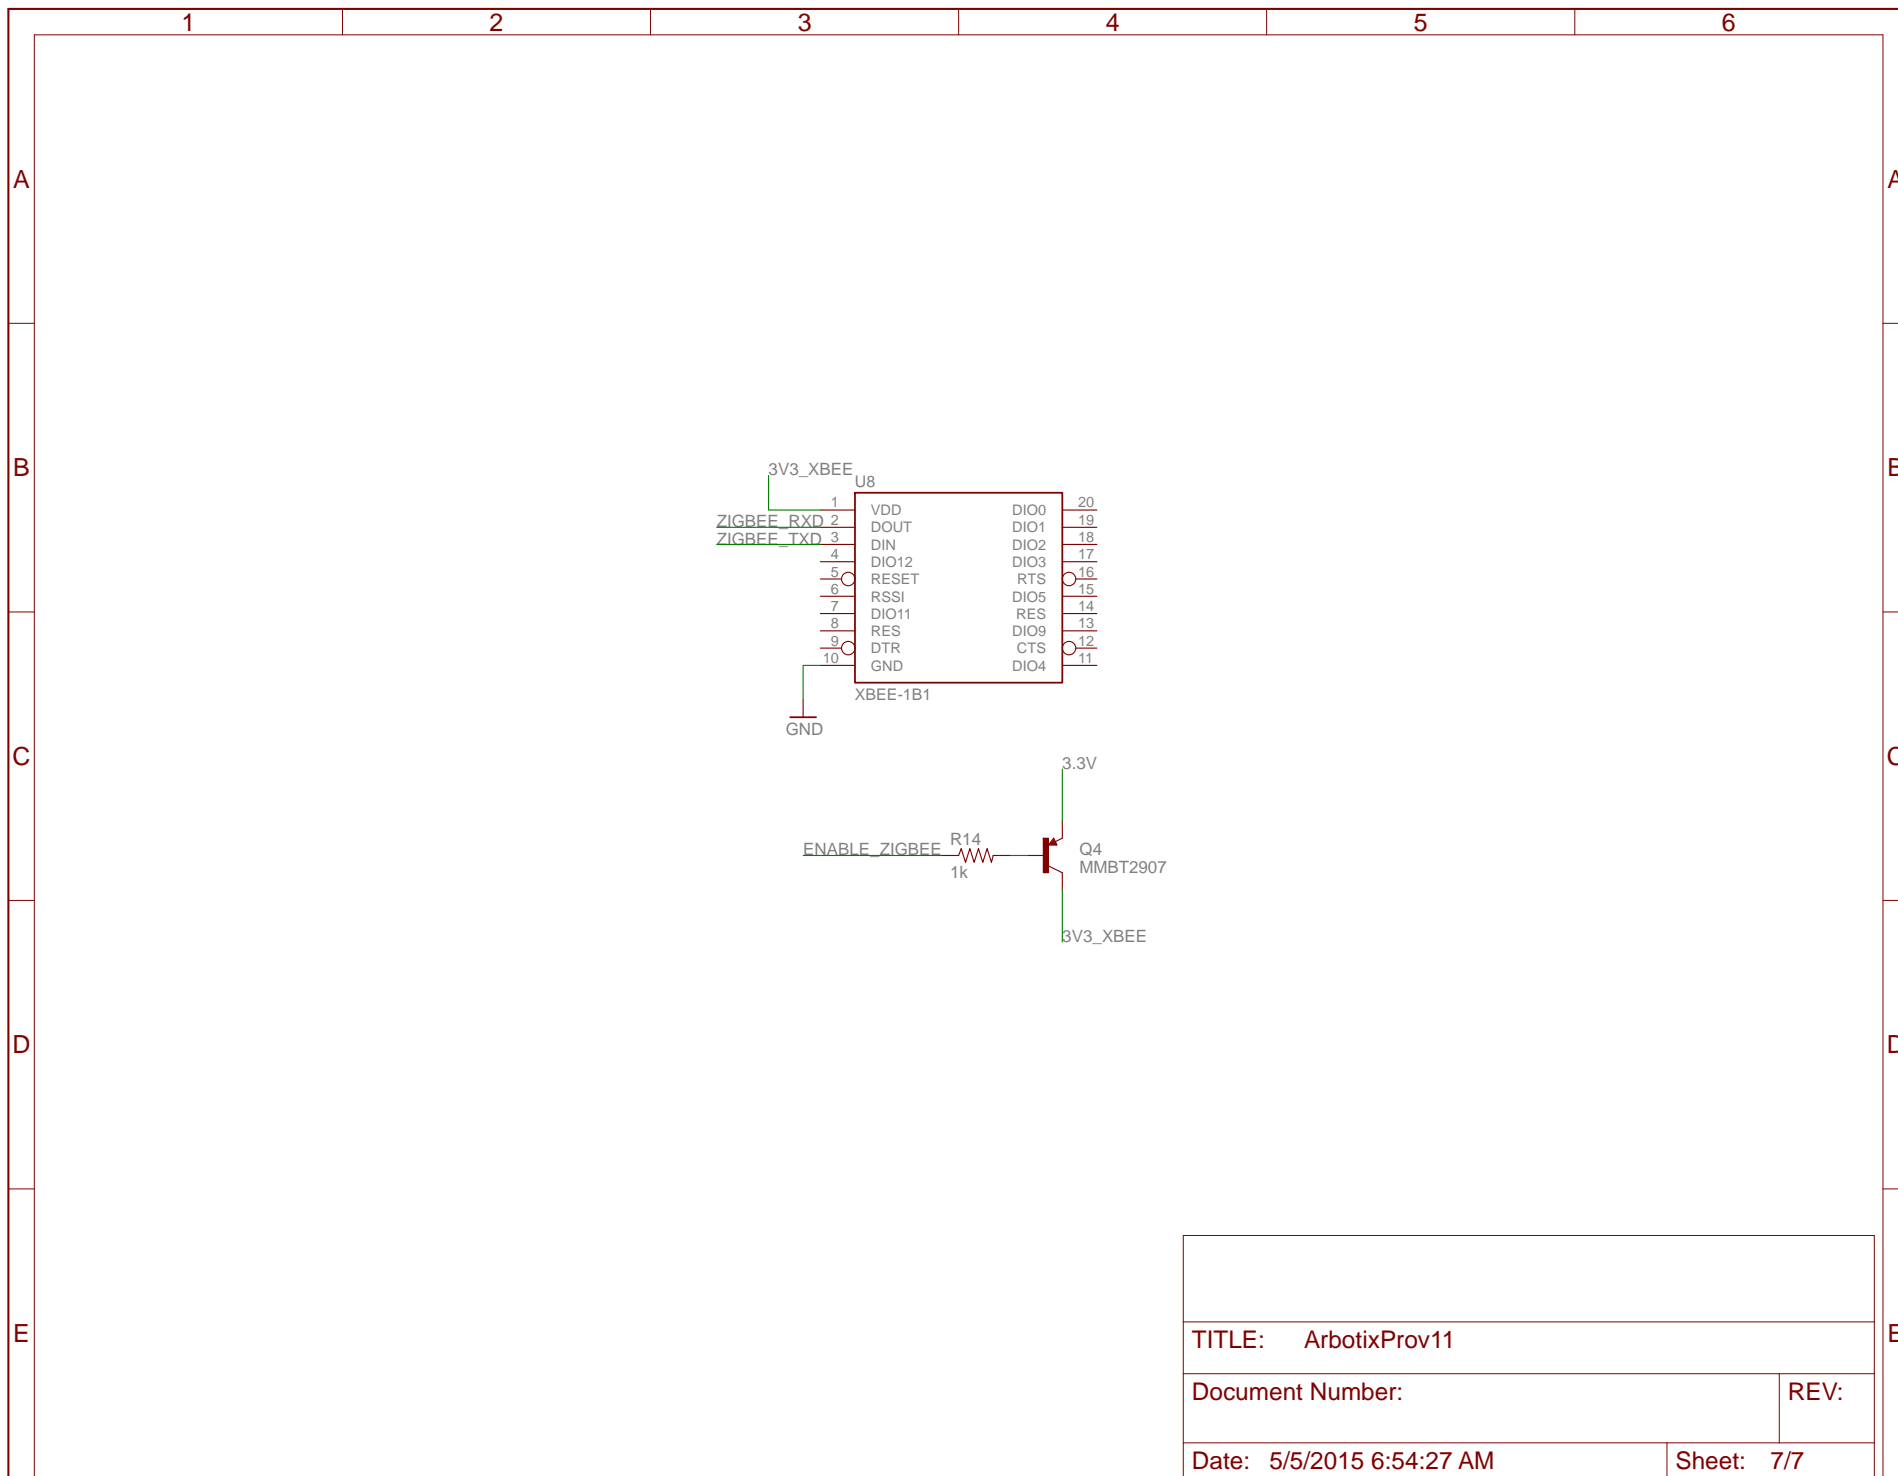 1 2 3 4 5 6
A A
B B
3V3_XBEE
U8
1 VDD DIO0 20
ZIGBEE_RXD 2 DOUT DIO1 19
ZIGBEE_TXD 3 DIN DIO2 18
4 DIO12 DIO3 17
5 RESET RTS 16
6 RSSI DIO5 15
7 DIO11 RES 14
8 RES DIO9 13
9 DTR CTS 12
10 GND DIO4 11
XBEE-1B1
GND
C C
3.3V
R14
ENABLE_ZIGBEE
1k
Q4
MMBT2907
3V3_XBEE
D D
E E
TITLE: ArbotixProv11
Document Number: REV:
Date: 5/5/2015 6:54:27 AM Sheet: 7/7